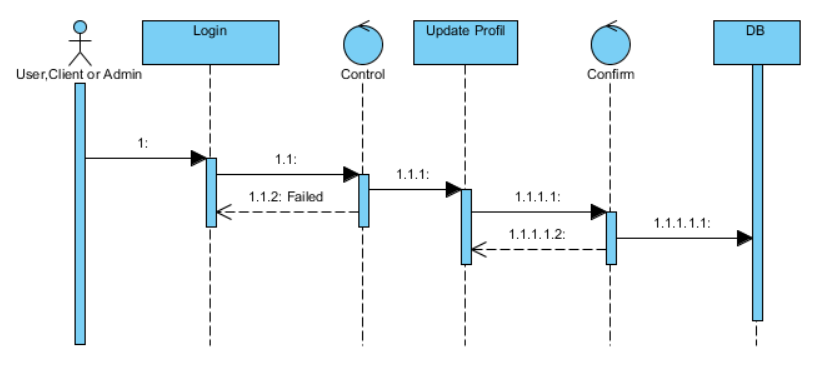 Login
Update Profil
DB
User,Client or Admin
Control
Confirm
1:
1.1:
1.1.1:
1.1.2: Failed
1.1.1.1:
1.1.1.1.1:
1.1.1.1.2: